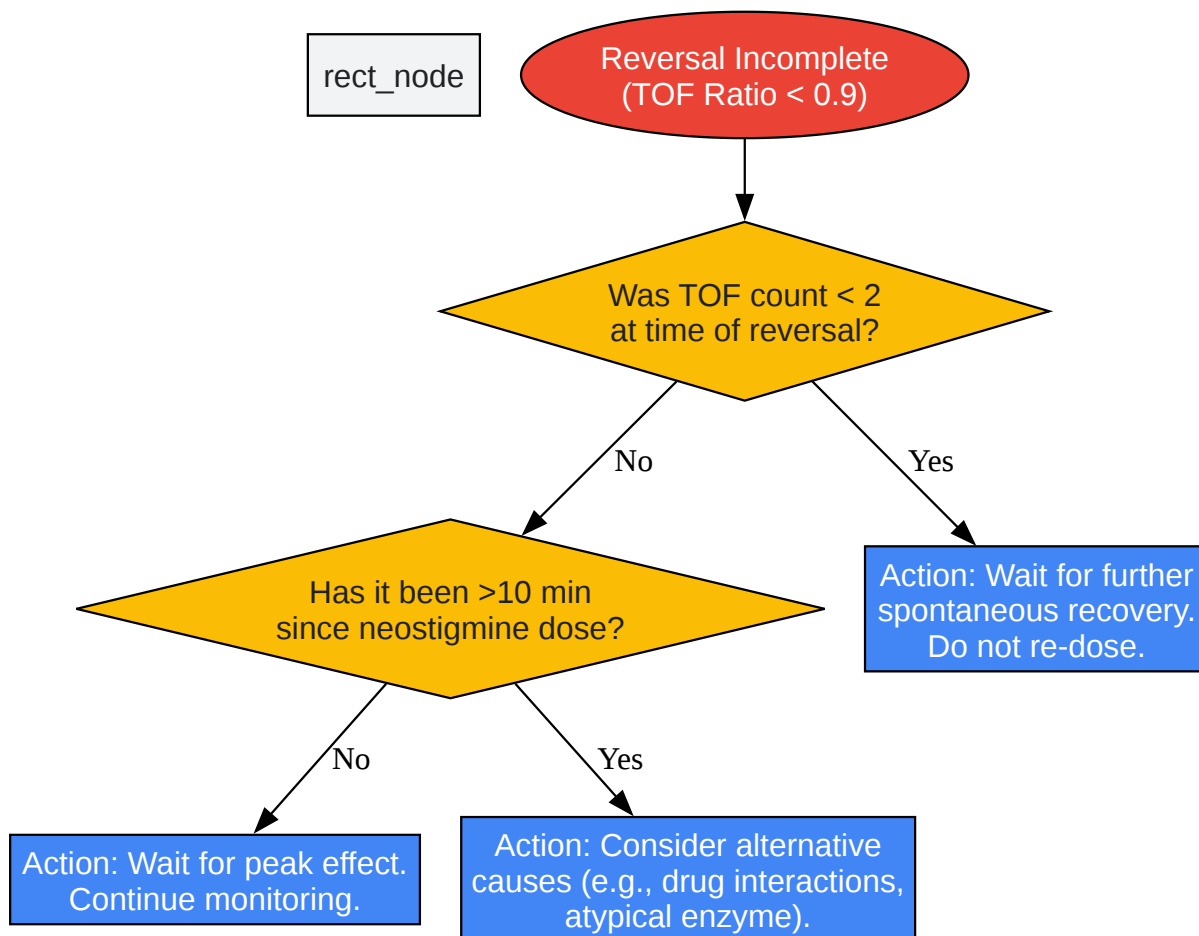 rect_node
Reversal Incomplete
(TOF Ratio < 0.9)
Was TOF count < 2
at time of reversal?
No
Yes
Has it been >10 min
since neostigmine dose?
Action: Wait for further
spontaneous recovery.
Do not re-dose.
No
Yes
Action: Wait for peak effect.
Continue monitoring.
Action: Consider alternative
causes (e.g., drug interactions,
atypical enzyme).